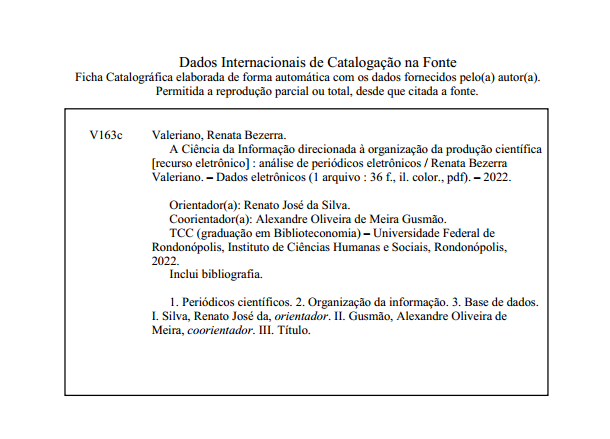 Dados Internacionais de Catalogação na Fonte
Ficha Catalográfica elaborada de forma automática com os dados fornecidos pelo(a) autor(a).
Permitida a reprodução parcial ou total, desde que citada a fonte.
V163c Valeriano, Renata Bezerra.
A Ciência da Informação direcionada à organização da produção científica
[recurso eletrônico] : análise de periódicos eletrônicos / Renata Bezerra
Valeriano. – Dados eletrônicos (1 arquivo : 36 f., il. color., pdf). – 2022.
Orientador(a): Renato José da Silva.
Coorientador(a): Alexandre Oliveira de Meira Gusmão.
TCC (graduação em Biblioteconomia) – Universidade Federal de
Rondonópolis, Instituto de Ciências Humanas e Sociais, Rondonópolis,
2022.
Inclui bibliografia.
1. Periódicos científicos. 2. Organização da informação. 3. Base de dados.
I. Silva, Renato José da, orientador. II. Gusmão, Alexandre Oliveira de
Meira, coorientador. III. Título.